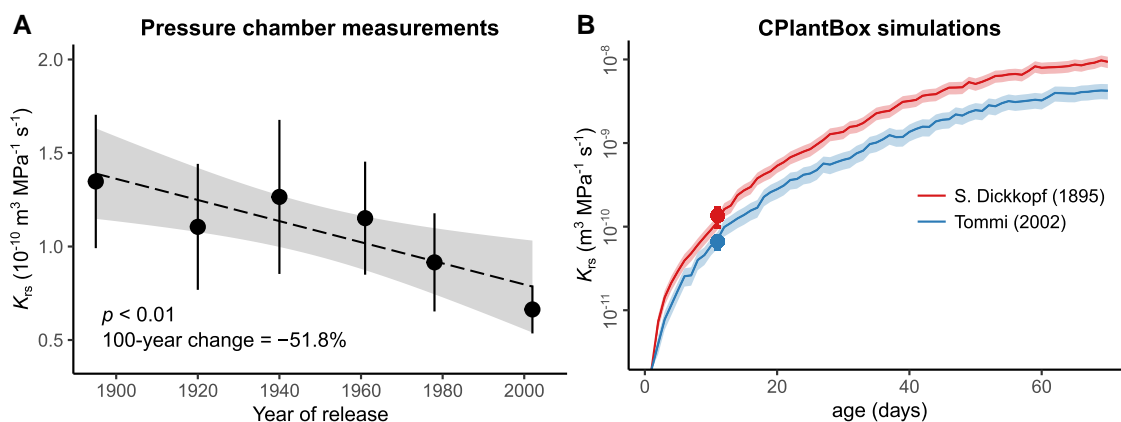 A
Pressure chamber measurements
2.0
1.5
1.0
0.5
Krs (10-10 m3 MPa-1 s-1)
p < 0.01
100-year change = −51.8%
1900
1920
1940
1960
1980
2000
Year of release
B
CPlantBox simulations
10-8
10-9
10-10
10-11
Krs (m3 MPa-1 s-1)
S. Dickkopf (1895)
Tommi (2002)
0
20
40
60
age (days)